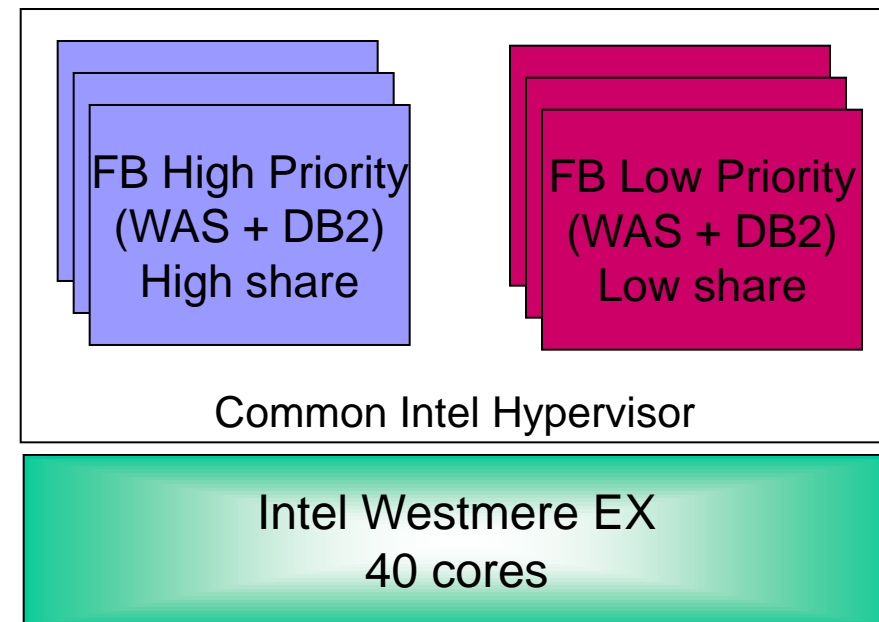 FB High Priority
(WAS + DB2)
High share
FB Low Priority
(WAS + DB2)
Low share
Common Intel Hypervisor
Intel Westmere EX
40 cores